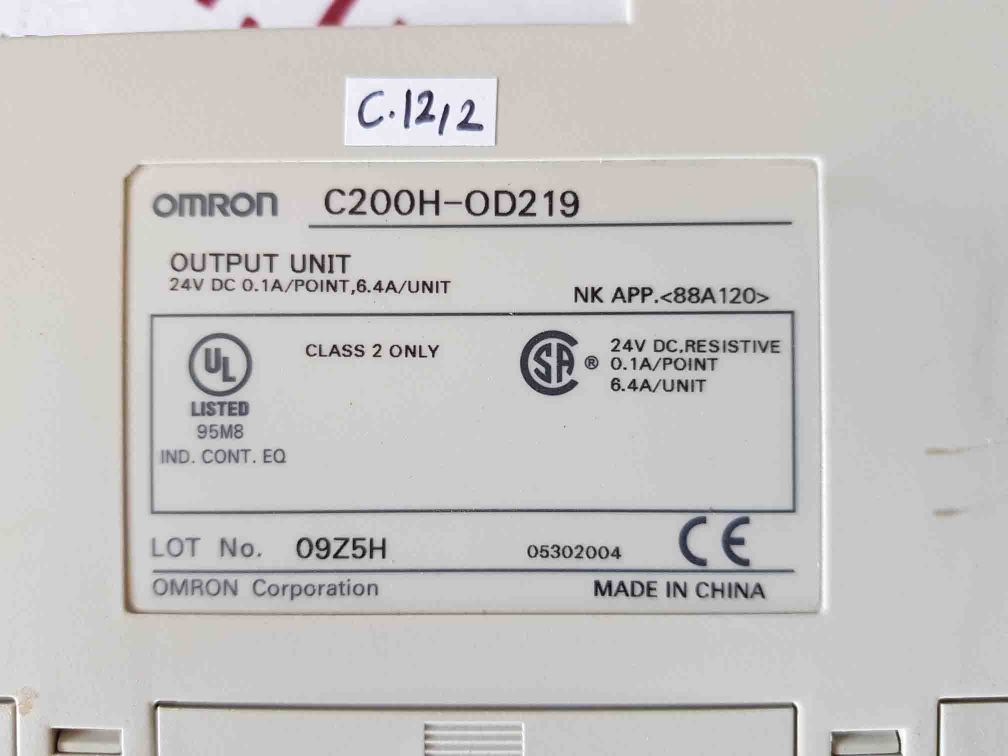 C.12,2
OMRON C200H-OD219
OUTPUT UNIT
24V DC 0.1A/POINT,6.4A/UNIT
NK APP.<88A120>
UL
LISTED
95M8
IND. CONT. EQ
CLASS 2 ONLY
SA ®
24V DC,RESISTIVE
0.1A/POINT
6.4A/UNIT
LOT No. 09Z5H 05302004 CE
OMRON Corporation MADE IN CHINA